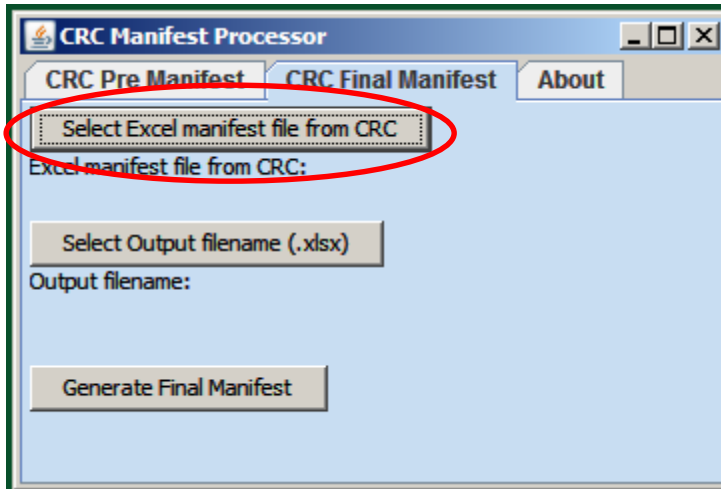 CRC Manifest Processor
CRC Pre Manifest CRC Final Manifest About
Select Excel manifest file from CRC
Excel manifest file from CRC:
Select Output filename (.xlsx)
Output filename:
Generate Final Manifest